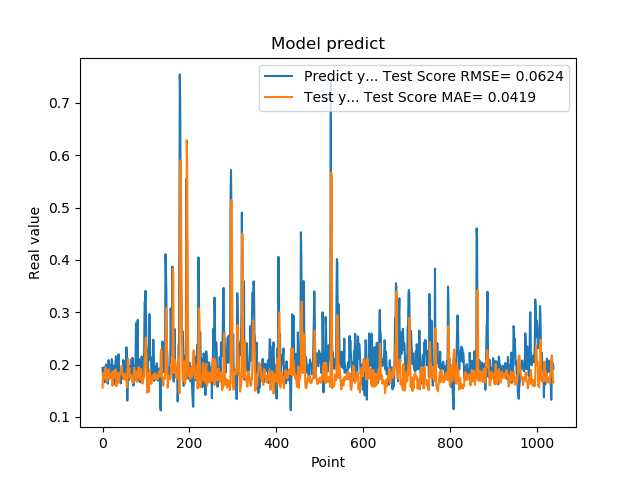 Model predict
Predict y... Test Score RMSE= 0.0624
Test y... Test Score MAE= 0.0419
0.7
0.6
0.5
0.4
0.3
0.2
0.1
Real value
0 200 400 600 800 1000
Point